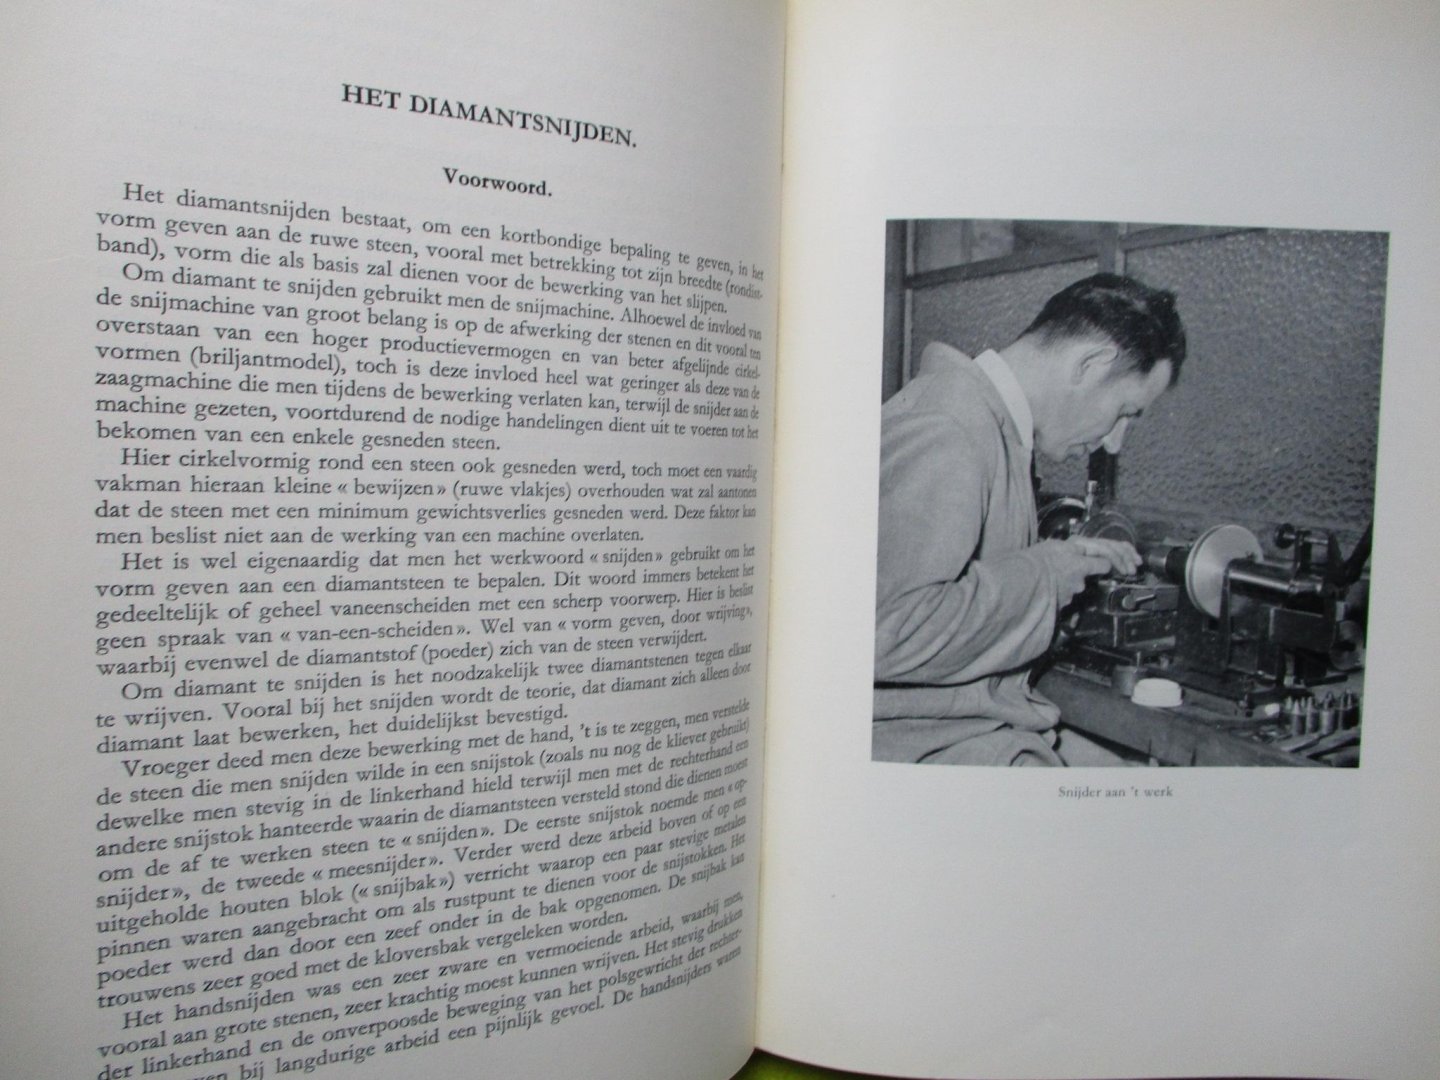 HET DIAMANTSNIJDEN.
Voorwoord.
Het diamantsnijden bestaat, om een kortbondige bepaling te geven, in het
vorm geven aan de ruwe steen, vooral met betrekking tot zijn breedte (rondist-
band), vorm die als basis zal dienen voor de bewerking van het slijpen.
Om diamant te snijden gebruikt men de snijmachine. Alhoewel de invloed van
de snijmachine van groot belang is op de afwerking der stenen en dit vooral ten
overstaan van een hoger productievermogen en van beter afgelijnde cirkel-
vormen (briljantmodel), toch is deze invloed heel wat geringer als deze van de
zaagmachine die men tijdens de bewerking verlaten kan, terwijl de snijder aan de
machine gezeten, voortdurend de nodige handelingen dient uit te voeren tot het
bekomen van een enkele gesneden steen.
Hier cirkelvormig rond een steen ook gesneden werd, toch moet een vaardig
vakman hieraan kleine « bewijzen » (ruwe vlakjes) overhouden wat zal aantonen
dat de steen met een minimum gewichtsverlies gesneden werd. Deze faktor kan
men beslist niet aan de werking van een machine overlaten.
Het is wel eigenaardig dat men het werkwoord « snijden » gebruikt om het
vorm geven aan een diamantsteen te bepalen. Dit woord immers betekent het
gedeeltelijk of geheel vaneenscheiden met een scherp voorwerp. Hier is beslist
geen spraak van « van-een-scheiden ». Wel van « vorm geven, door wrijving»,
waarbij evenwel de diamantstof (poeder) zich van de steen verwijdert.
Om diamant te snijden is het noodzakelijk twee diamantstenen tegen elkaar
te wrijven. Vooral bij het snijden wordt de teorie, dat diamant zich alleen door
diamant laat bewerken, het duidelijkst bevestigd.
Vroeger deed men deze bewerking met de hand, 't is te zeggen, men verstelde
de steen die men snijden wilde in een snijstok (zoals nu nog de kliever gebruikt)
dewelke men stevig in de linkerhand hield terwijl men met de rechterhand een
andere snijstok hanteerde waarin de diamantsteen versteld stond die dienen moest
om de af te werken steen te « snijden ». De eerste snijstok noemde men « op-
snijder», de tweede « meesnijder». Verder werd deze arbeid boven of op een
uitgeholde houten blok (« snijbak») verricht waarop een paar stevige metalen
pinnen waren aangebracht om als rustpunt te dienen voor de snijstokken. Het
poeder werd dan door een zeef onder in de bak opgenomen. De snijbak kan
trouwens zeer goed met de kloversbak vergeleken worden.
Het handsnijden was een zeer zware en vermoeiende arbeid, waarbij men,
vooral aan grote stenen, zeer krachtig moest kunnen wrijven. Het stevig drukken
der linkerhand en de onverpoosde beweging van het polsgewricht der rechter-
bij langdurige arbeid een pijnlijk gevoel. De handsnijders waren
Snijder aan 't werk